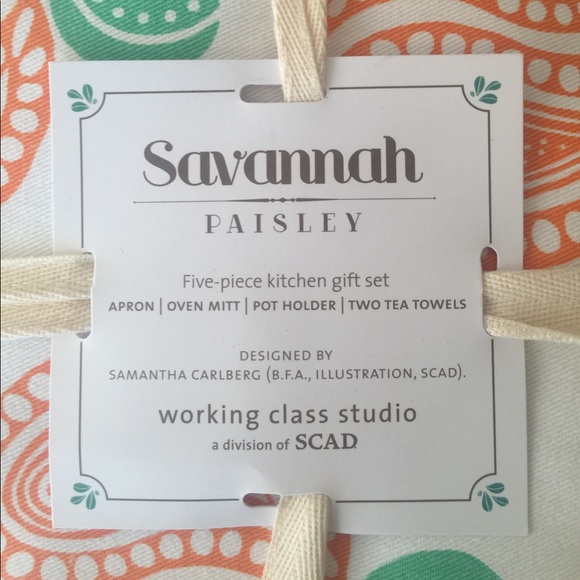 Savannah
PAISLEY
Five-piece kitchen gift set
APRON | OVEN MITT | POT HOLDER | TWO TEA TOWELS
DESIGNED BY
SAMANTHA CARLBERG (B.F.A., ILLUSTRATION, SCAD).
working class studio
a division of SCAD